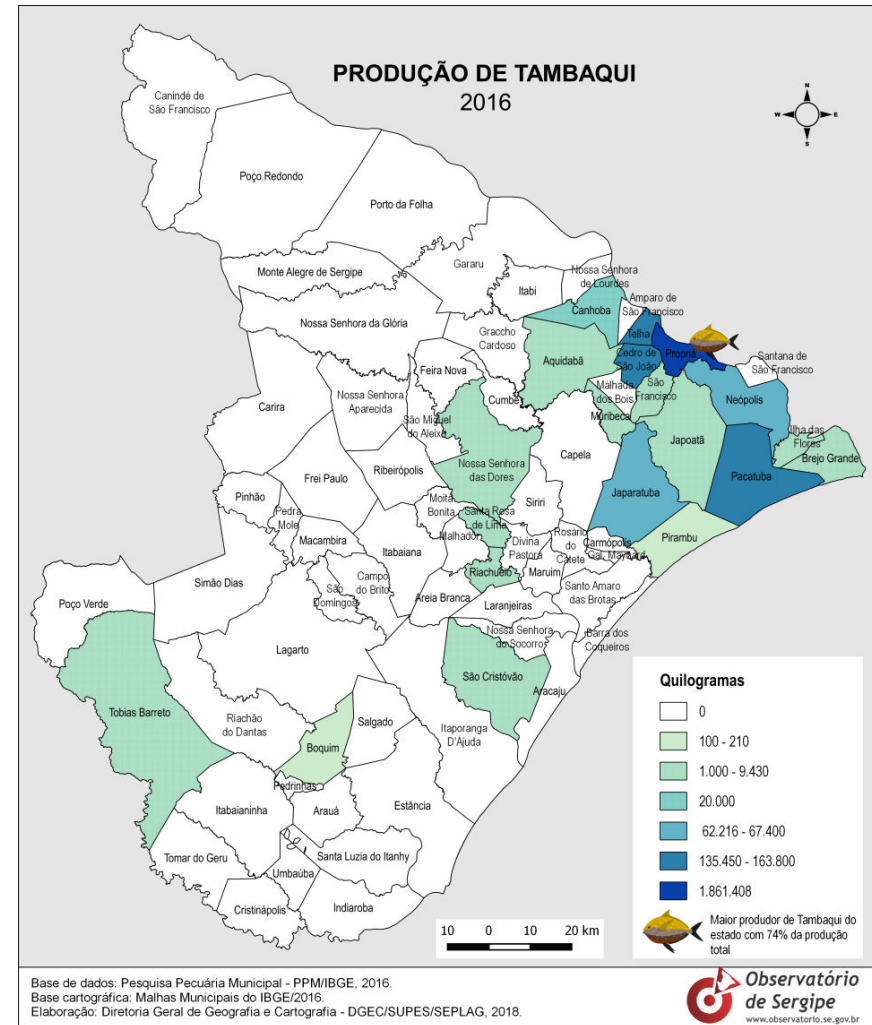 PRODUÇÃO DE TAMBAQUI
2016
N
W
E
S
Canindé de
São Francisco
Poço Redondo
Porto da Folha
Monte Alegre de Sergipe
Gararu
Nossa Senhora
de Lourdes
Itabi
Canhoba
Amparo de
São Francisco
Nossa Senhora da Glória
Graccho
Cardoso
Telha
Propriá
Aquidabã
Cedro de
São João
Santana de
São Francisco
Feira Nova
Nossa Senhora
Aparecida
Cumbe
Malhada
dos Bois
São
Francisco
Neópolis
Carira
São Miguel
do Aleixo
Muribeca
Ilha das
Flores
Japoatã
Brejo Grande
Nossa Senhora
das Dores
Capela
Ribeirópolis
Frei Paulo
Pacatuba
Pinhão
Japaratuba
Siriri
Moita
Bonita
Pedra
Mole
Santa Rosa
de Lima
Malhador
Macambira
Itabaiana
Divina
Pastora
Rosário
do
Catete
Carmópolis
Gal. Maynard
Pirambu
Simão Dias
Campo
do Brito
São
Domingos
Riachuelo
Maruim
Areia Branca
Santo Amaro
das Brotas
Laranjeiras
Poço Verde
Nossa Senhora
do Socorro
Barra dos
Coqueiros
Lagarto
São Cristóvão
Aracaju
Tobias Barreto
Riachão
do Dantas
Salgado
Itaporanga
D'Ajuda
Boquim
Pedrinhas
Arauá
Estância
Itabaianinha
Tomar do Geru
Santa Luzia do Itanhy
Umbaúba
Cristinápolis
Indiaroba
Quilogramas
0
100 - 210
1.000 - 9.430
20.000
62.216 - 67.400
135.450 - 163.800
1.861.408
Maior produdor de Tambaqui do
estado com 74% da produção
total
10 0 10 20 km
Base de dados: Pesquisa Pecuária Municipal - PPM/IBGE, 2016.
Base cartográfica: Malhas Municipais do IBGE/2016.
Elaboração: Diretoria Geral de Geografia e Cartografia - DGEC/SUPES/SEPLAG, 2018.
Observatório
de Sergipe
www.observatorio.se.gov.br